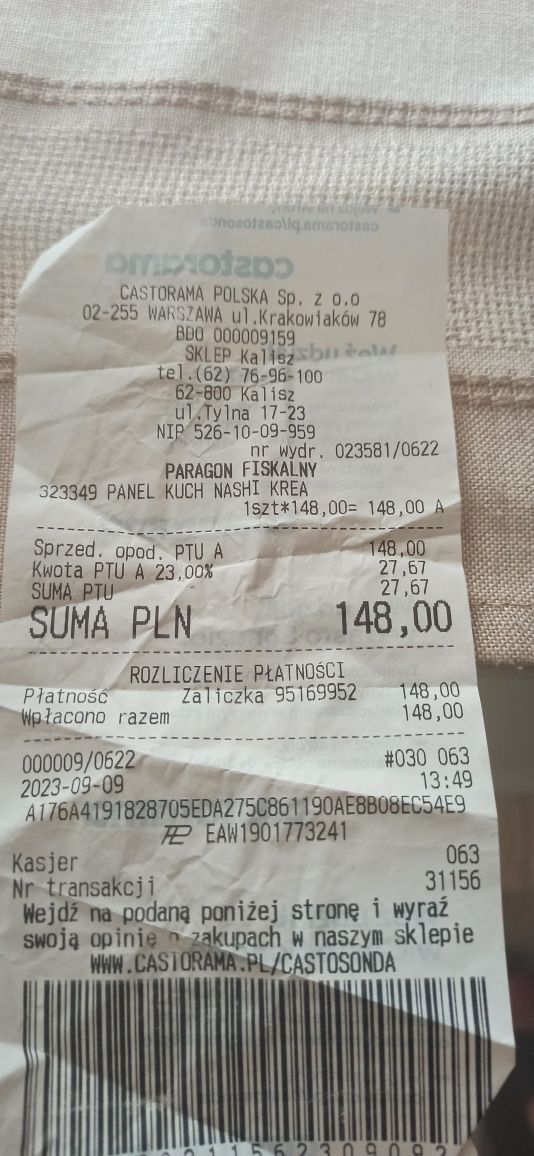 castorama.pl/castosonda
castorama
CASTORAMA POLSKA Sp. z o.o
02-255 WARSZAWA ul.Krakowiaków 78
BDO 000009159
SKLEP Kalisz
tel.(62) 76-96-100
62-800 Kalisz
ul.Tylna 17-23
NIP 526-10-09-959
nr wydr. 023581/0622
PARAGON FISKALNY
323349 PANEL KUCH NASHI KREA
1szt*148,00= 148,00 A
Sprzed. opod. PTU A 148,00
Kwota PTU A 23,00% 27,67
SUMA PTU 27,67
SUMA PLN 148,00
ROZLICZENIE PŁATNOŚCI
Płatność Zaliczka 95169952 148,00
Wpłacono razem 148,00
000009/0622 #030 063
2023-09-09 13:49
A176A4191828705EDA275C861190AE8B08EC54E9
EAW1901773241
Kasjer 063
Nr transakcji 31156
Wejdź na podaną poniżej stronę i wyraź
swoją opinię o zakupach w naszym sklepie
WWW.CASTORAMA.PL/CASTOSONDA